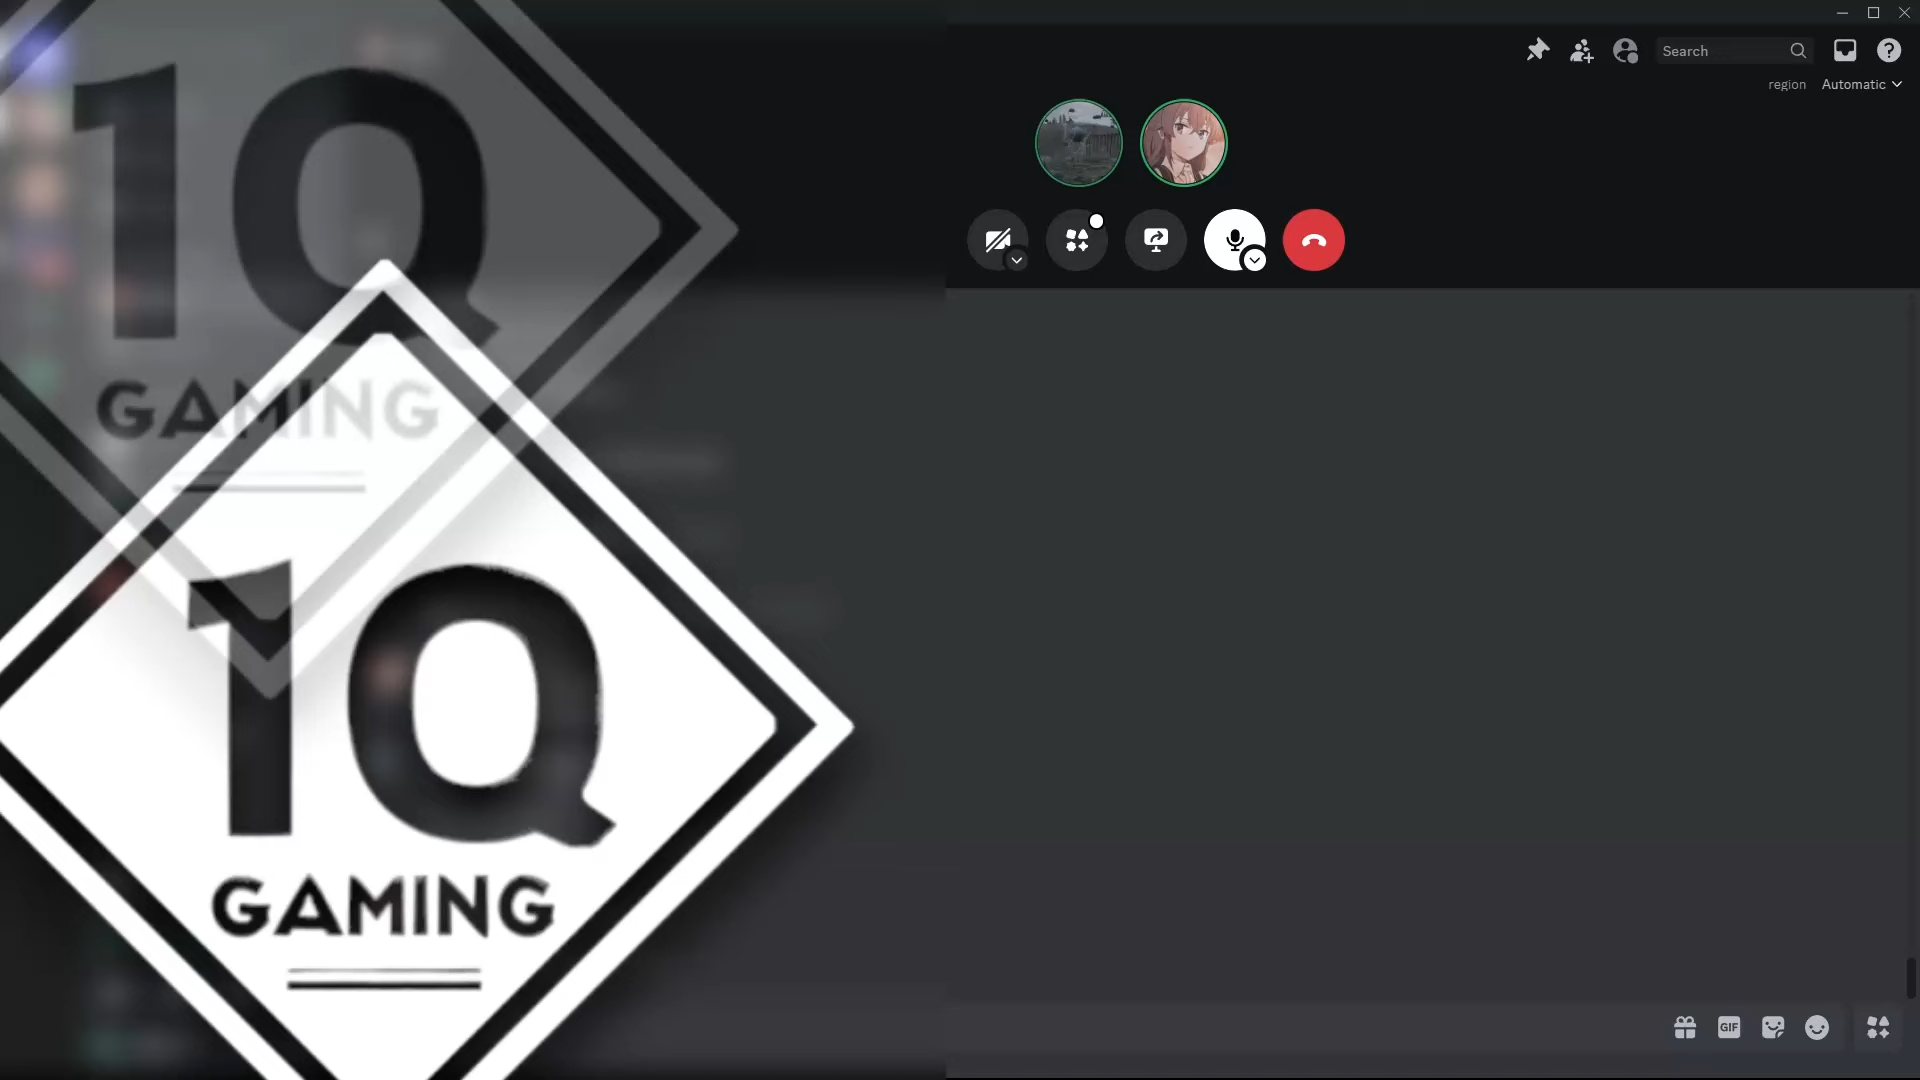 Search
region Automatic
1Q
GAMING
1Q
GAMING
GIF